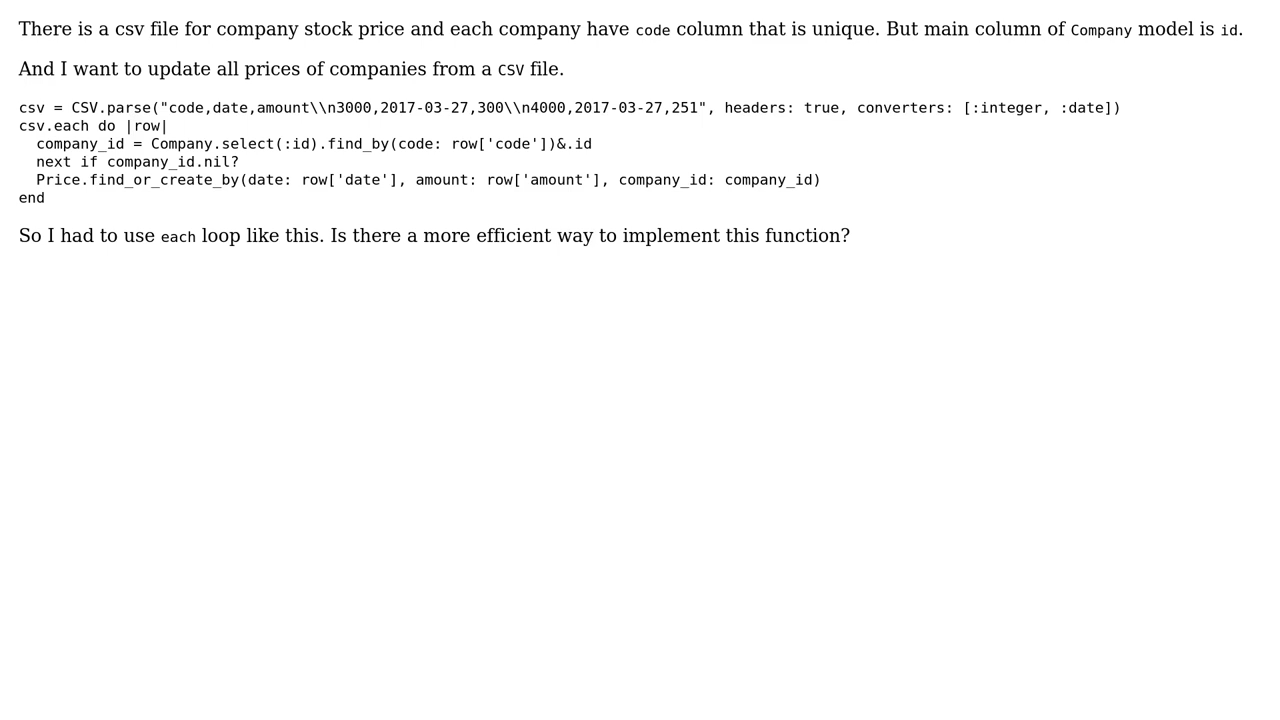 There is a csv file for company stock price and each company have code column that is unique. But main column of Company model is id.
And I want to update all prices of companies from a CSV file.
csv = CSV.parse("code,date,amount\\n3000,2017-03-27,300\\n4000,2017-03-27,251", headers: true, converters: [:integer, :date])
csv.each do |row|
  company_id = Company.select(:id).find_by(code: row['code'])&.id
  next if company_id.nil?
  Price.find_or_create_by(date: row['date'], amount: row['amount'], company_id: company_id)
end
So I had to use each loop like this. Is there a more efficient way to implement this function?